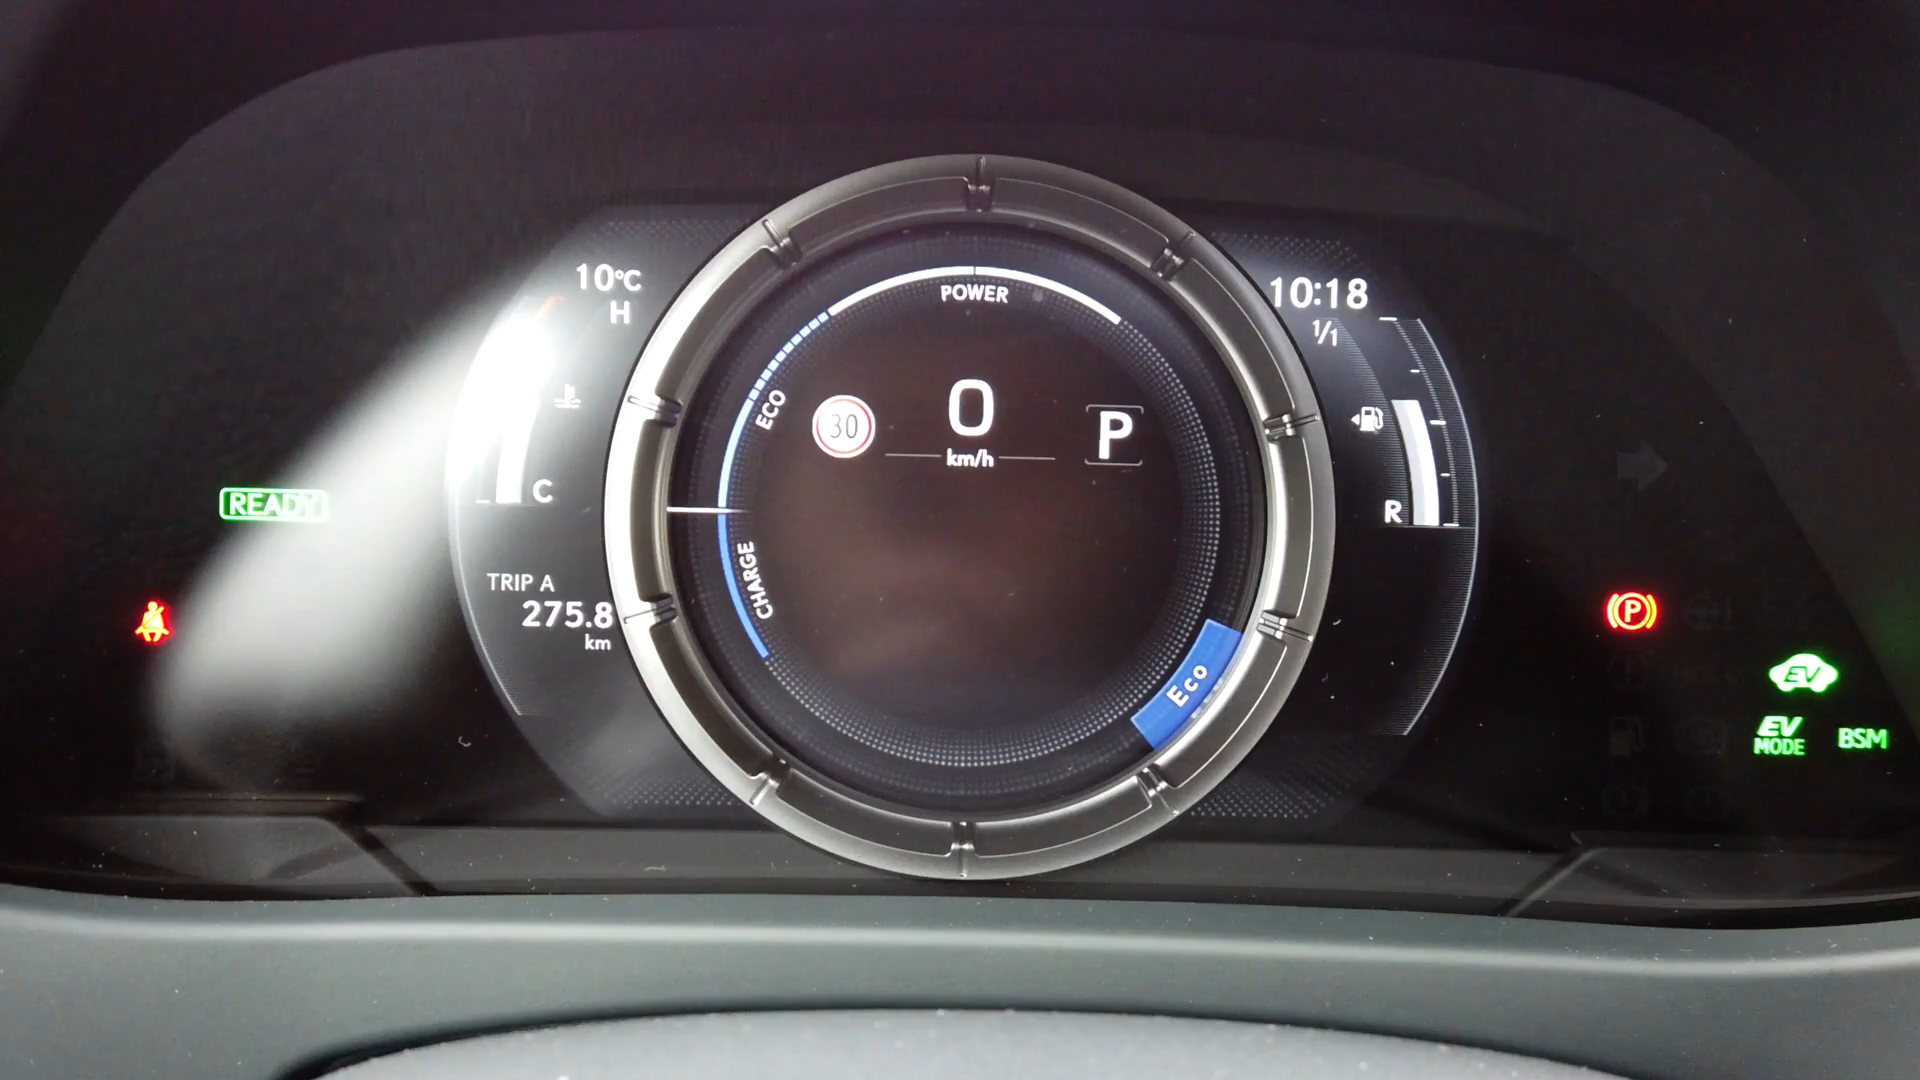 10°C
H
C
READY
TRIP A
275.8
km
POWER
ECO
CHARGE
30
0
km/h
P
Eco
10:18
1/1
R
P
EV
EV
MODE
BSM